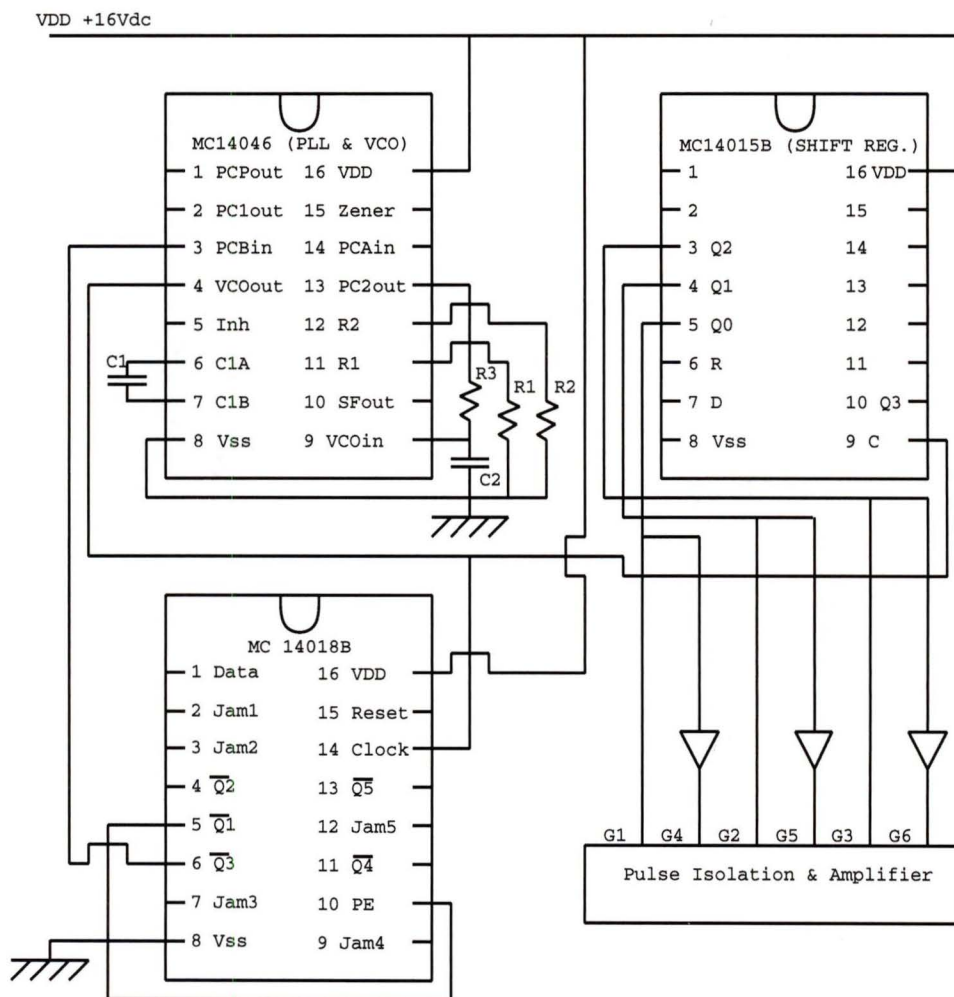 VDD +16Vdc
MC14046 (PLL & VCO)
1 PCPout 16 VDD
2 PC1out 15 Zener
3 PCBin 14 PCAin
4 VCOout 13 PC2out
5 Inh 12 R2
6 C1A 11 R1
7 C1B 10 SFout
8 Vss 9 VCOin
C1
R3
R1
R2
C2
MC14015B (SHIFT REG.)
1 16 VDD
2 15
3 Q2 14
4 Q1 13
5 Q0 12
6 R 11
7 D 10 Q3
8 Vss 9 C
MC 14018B
1 Data 16 VDD
2 Jam1 15 Reset
3 Jam2 14 Clock
4 Q̅2̅ 13 Q̅5̅
5 Q̅1̅ 12 Jam5
6 Q̅3̅ 11 Q̅4̅
7 Jam3 10 PE
8 Vss 9 Jam4
G1 G4 G2 G5 G3 G6
Pulse Isolation & Amplifier